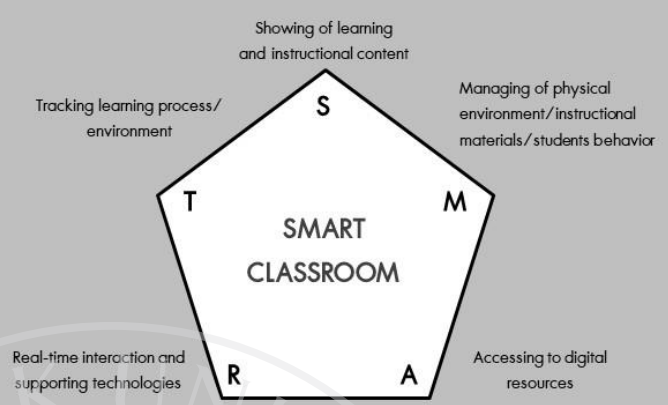 Showing of learning
and instructional content
Tracking learning process/
environment
Managing of physical
environment/instructional
materials/students behavior
S
T
M
SMART
CLASSROOM
Real-time interaction and
supporting technologies
R
A
Accessing to digital
resources